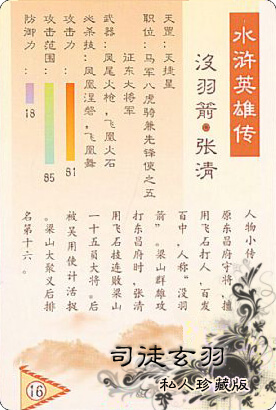 水浒英雄传
没羽箭·张清
天罡：天捷星
职位：马军八虎骑兼先锋使之五
征东大将军
武器：凤尾火枪，飞凰火石
必杀技：凤凰涅磐，飞凰舞
攻击力：81
攻击范围：85
防御力：18
人物小传：
原东昌府守将，擅
用飞石打人，百发
百中，人称“没羽
箭”。梁山群雄攻
打东昌府时，张清
用飞石技连败梁山
一十五员大将。后
被吴用使计活捉
。梁山大聚义后排
名第十六。
16
司徒玄羽
私人珍藏版